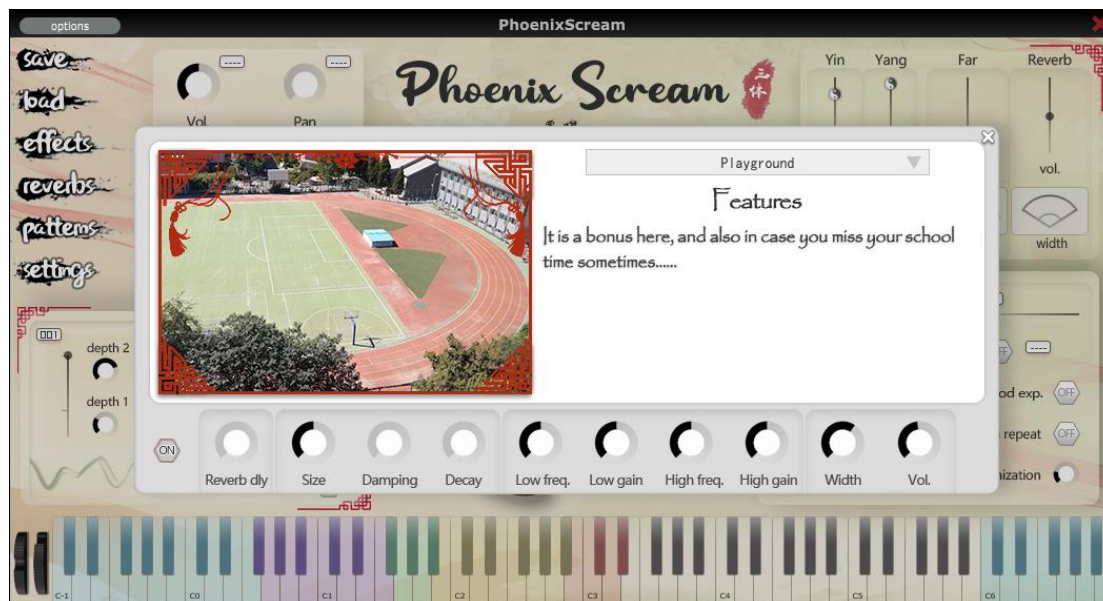 options
PhoenixScream
save
load
effects
reverbs
patterns
settings
Vol.
Pan
Phoenix Scream
三体
Yin
Yang
Far
Reverb
vol.
width
Playground
Features
It is a bonus here, and also in case you miss your school
time sometimes......
001
depth 2
depth 1
ON
Reverb dly
Size
Damping
Decay
Low freq.
Low gain
High freq.
High gain
Width
Vol.
od exp.
OFF
repeat
OFF
nization
C-1
C0
C1
C2
C3
C4
C5
C6